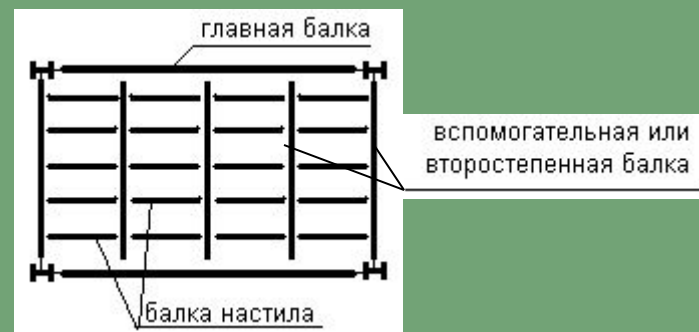 главная балка
вспомогательная или
второстепенная балка
балка настила